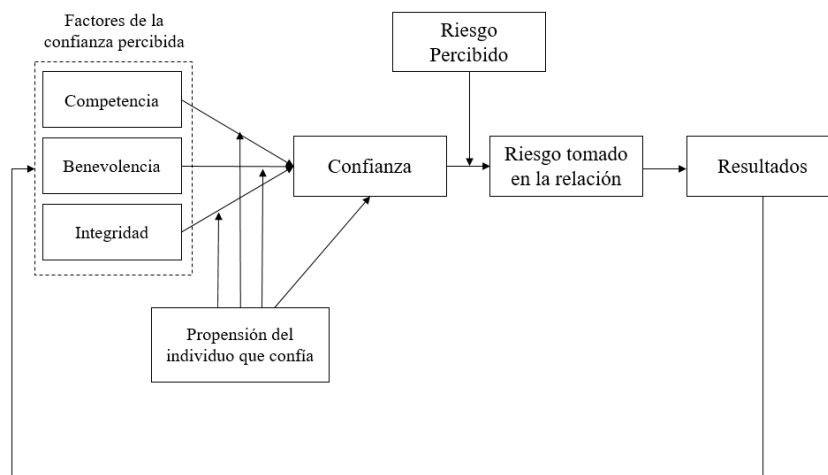 Factores de la
confianza percibida
Competencia
Benevolencia
Integridad
Propensión del
individuo que confía
Confianza
Riesgo
Percibido
Riesgo tomado
en la relación
Resultados